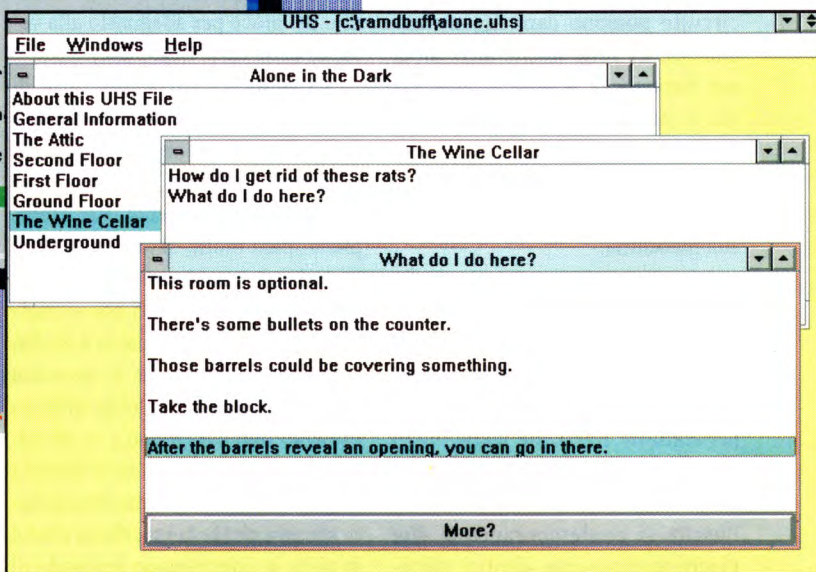 UHS - [c:\ramdbuff\alone.uhs]
File Windows Help
Alone in the Dark
About this UHS File
General Information
The Attic
Second Floor
First Floor
Ground Floor
The Wine Cellar
Underground
The Wine Cellar
How do I get rid of these rats?
What do I do here?
What do I do here?
This room is optional.
There's some bullets on the counter.
Those barrels could be covering something.
Take the block.
After the barrels reveal an opening, you can go in there.
More?